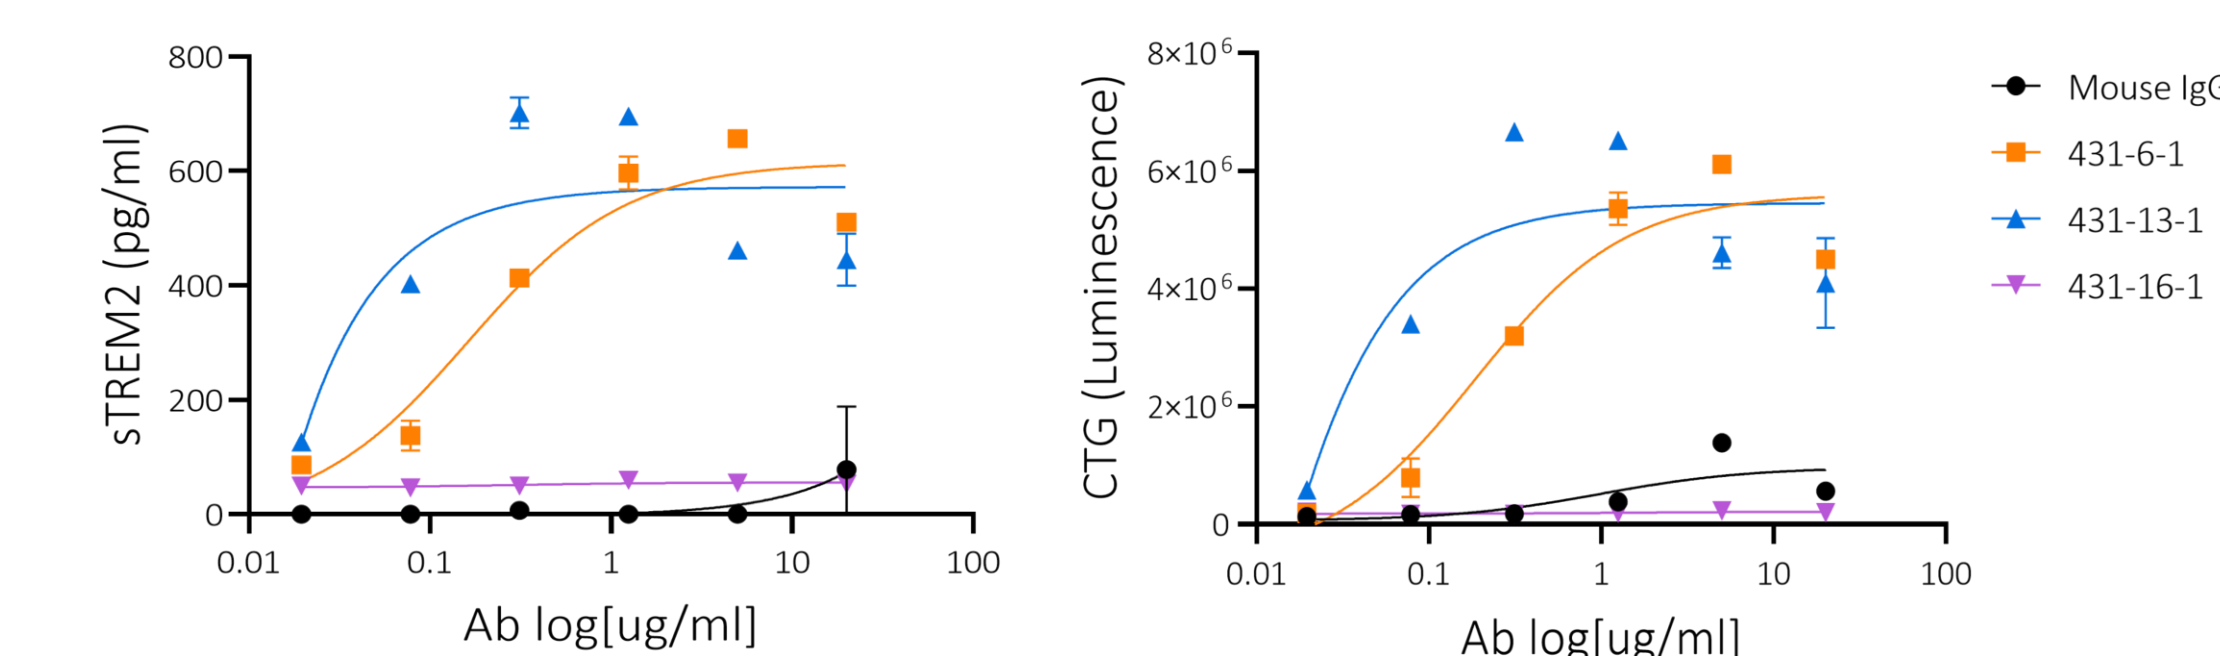 sTREM2 (pg/ml)
800
600
400
200
0
0.01 0.1 1 10 100
Ab log[ug/ml]
CTG (Luminescence)
8×10⁶
6×10⁶
4×10⁶
2×10⁶
0
0.01 0.1 1 10 100
Ab log[ug/ml]
Mouse IgG
431-6-1
431-13-1
431-16-1